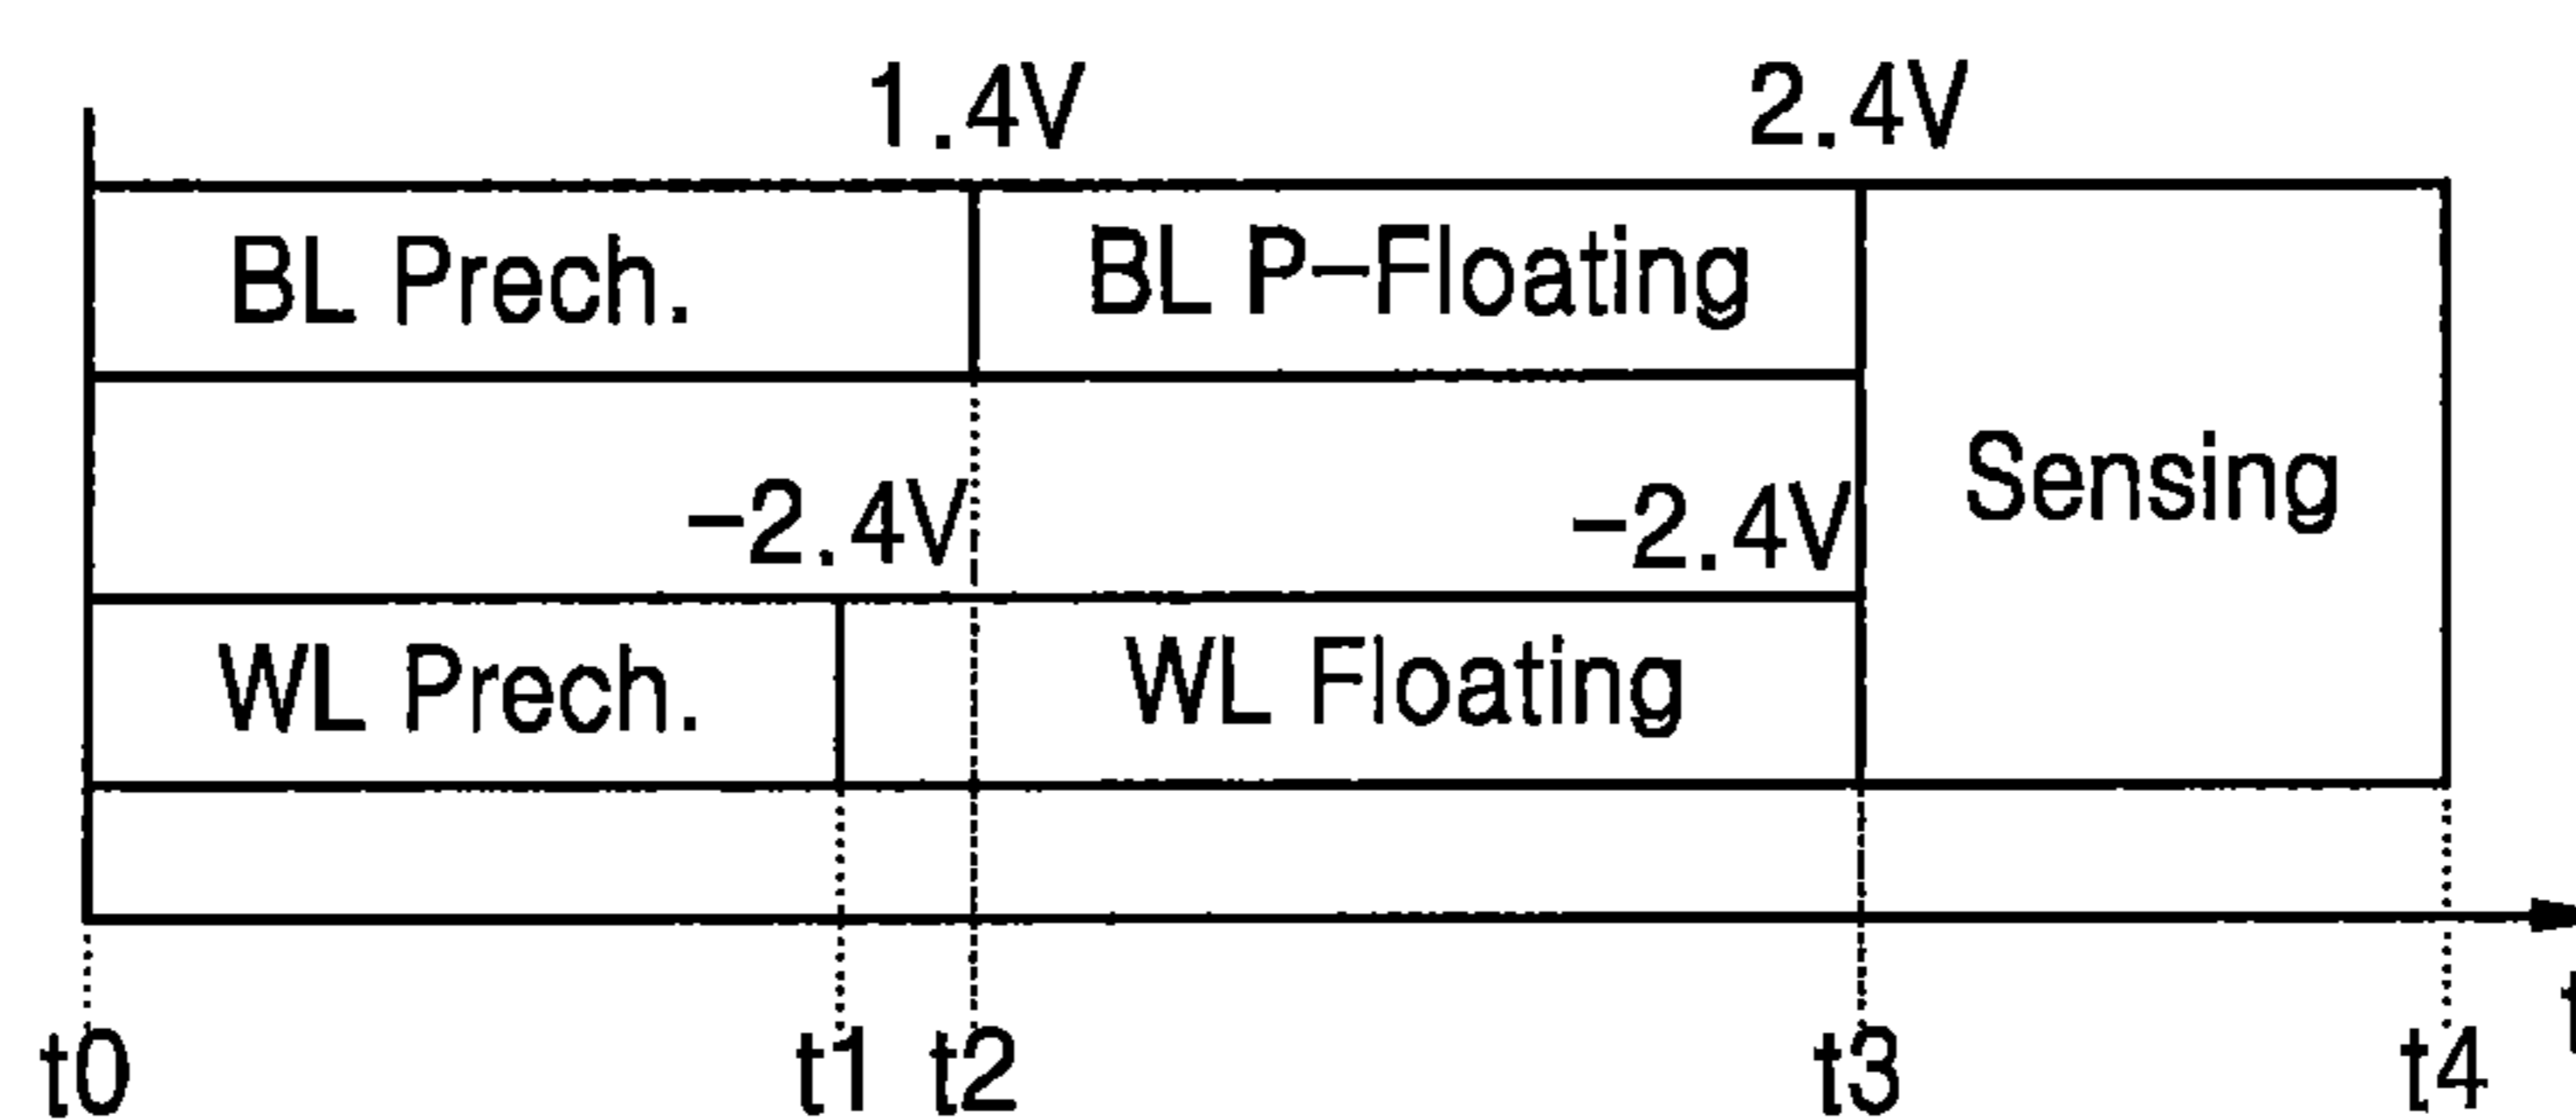 1.4V 2.4V
BL Prech. BL P-Floating
-2.4V -2.4V Sensing
WL Prech. WL Floating
t0 t1 t2 t3 t4